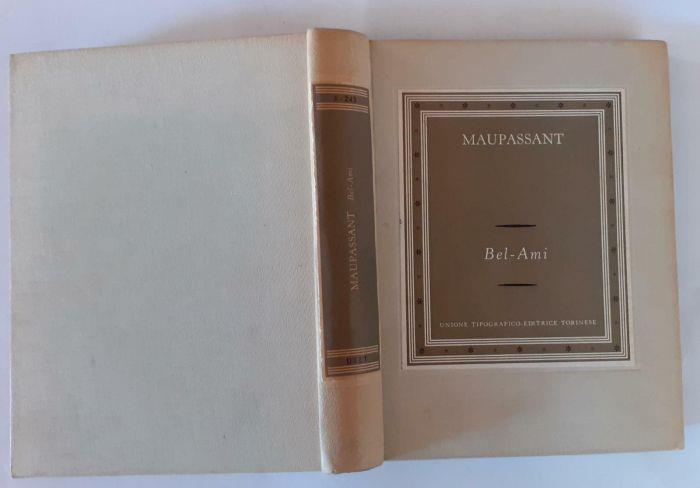 MAUPASSANT
Bel-Ami
UNIONE TIPOGRAFICO-EDITRICE TORINESE
MAUPASSANT Bel-Ami
UTET